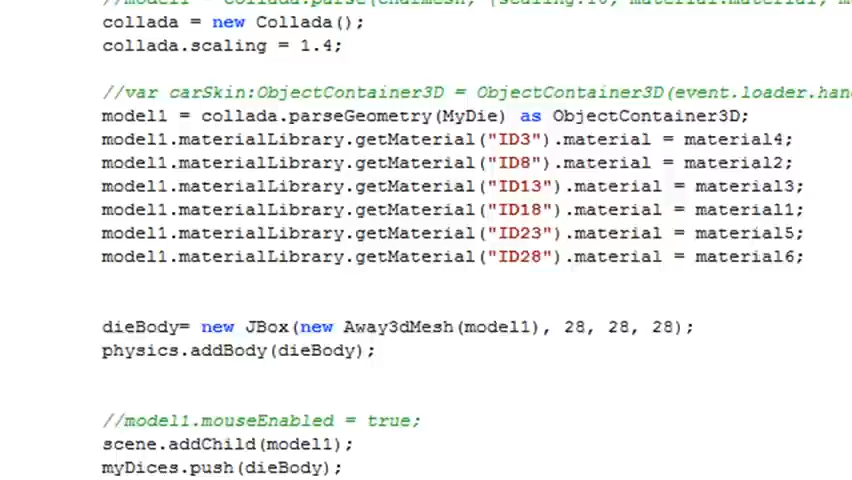 collada = new Collada();
collada.scaling = 1.4;
//var carSkin:ObjectContainer3D = ObjectContainer3D(event.loader.han
model1 = collada.parseGeometry(MyDie) as ObjectContainer3D;
model1.materialLibrary.getMaterial("ID3").material = material4;
model1.materialLibrary.getMaterial("ID8").material = material2;
model1.materialLibrary.getMaterial("ID13").material = material3;
model1.materialLibrary.getMaterial("ID18").material = material1;
model1.materialLibrary.getMaterial("ID23").material = material5;
model1.materialLibrary.getMaterial("ID28").material = material6;
dieBody= new JBox(new Away3dMesh(model1), 28, 28, 28);
physics.addBody(dieBody);
//model1.mouseEnabled = true;
scene.addChild(model1);
myDices.push(dieBody);